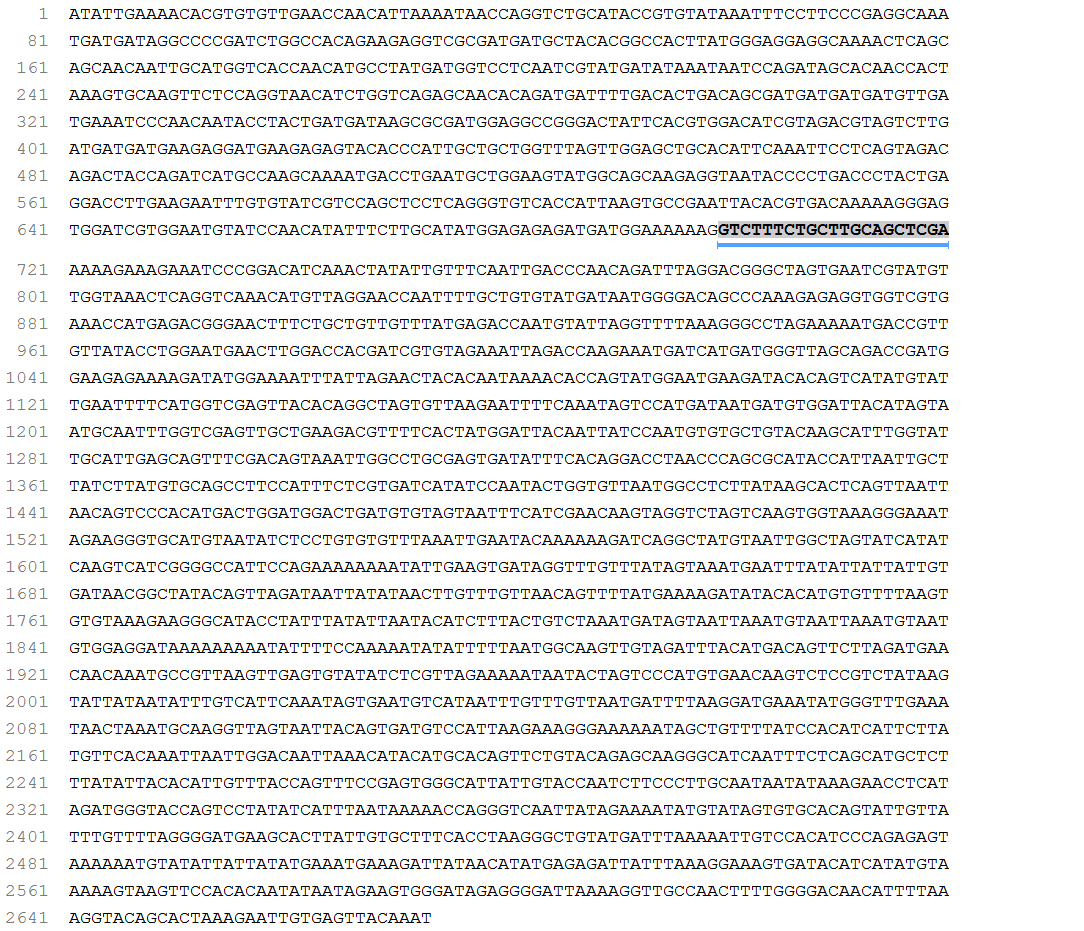 1 ATATTGAAAACACGTGTGTTGAACCAACATTAAAATAACCAGGTCTGCATACCGTGTATAAATTTCCTTCCCGAGGCAAA
81 TGATGATAGGCCCCGATCTGGCCACAGAAGAGGTCGCGATGATGCTACACGGCCACTTATGGGAGGAGGCAAAACTCAGC
161 AGCAACAATTGCATGGTCACCAACATGCCTATGATGGTCCTCAATCGTATGATATAAATAATCCAGATAGCACAACCACT
241 AAAGTGCAAGTTCTCCAGGTAACATCTGGTCAGAGCAACACAGATGATTTTGACACTGACAGCGATGATGATGATGTTGA
321 TGAAATCCCAACAATACCTACTGATGATAAGCGCGATGGAGGCCGGGACTATTCACGTGGACATCGTAGACGTAGTCTTG
401 ATGATGATGAAGAGGATGAAGAGAGTACACCCATTGCTGCTGGTTTAGTTGGAGCTGCACATTCAAATTCCTCAGTAGAC
481 AGACTACCAGATCATGCCAAGCAAAATGACCTGAATGCTGGAAGTATGGCAGCAAGAGGTAATACCCCTGACCCTACTGA
561 GGACCTTGAAGAATTTGTGTATCGTCCAGCTCCTCAGGGTGTCACCATTAAGTGCCGAATTACACGTGACAAAAAGGGAG
641 TGGATCGTGGAATGTATCCAACATATTTCTTGCATATGGAGAGAGATGATGGAAAAAAGGTCTTTCTGCTTGCAGCTCGA
721 AAAAGAAAGAAATCCCGGACATCAAACTATATTGTTTCAATTGACCCAACAGATTTAGGACGGGCTAGTGAATCGTATGT
801 TGGTAAACTCAGGTCAAACATGTTAGGAACCAATTTTGCTGTGTATGATAATGGGGACAGCCCAAAGAGAGGTGGTCGTG
881 AAACCATGAGACGGGAACTTTCTGCTGTTGTTTATGAGACCAATGTATTAGGTTTTAAAGGGCCTAGAAAAATGACCGTT
961 GTTATACCTGGAATGAACTTGGACCACGATCGTGTAGAAATTAGACCAAGAAATGATCATGATGGGTTAGCAGACCGATG
1041 GAAGAGAAAAGATATGGAAAATTTATTAGAACTACACAATAAAACACCAGTATGGAATGAAGATACACAGTCATATGTAT
1121 TGAATTTTCATGGTCGAGTTACACAGGCTAGTGTTAAGAATTTTCAAATAGTCCATGATAATGATGTGGATTACATAGTA
1201 ATGCAATTTGGTCGAGTTGCTGAAGACGTTTTCACTATGGATTACAATTATCCAATGTGTGCTGTACAAGCATTTGGTAT
1281 TGCATTGAGCAGTTTCGACAGTAAATTGGCCTGCGAGTGATATTTCACAGGACCTAACCCAGCGCATACCATTAATTGCT
1361 TATCTTATGTGCAGCCTTCCATTTCTCGTGATCATATCCAATACTGGTGTTAATGGCCTCTTATAAGCACTCAGTTAATT
1441 AACAGTCCCACATGACTGGATGGACTGATGTGTAGTAATTTCATCGAACAAGTAGGTCTAGTCAAGTGGTAAAGGGAAAT
1521 AGAAGGGTGCATGTAATATCTCCTGTGTGTTTAAATTGAATACAAAAAAGATCAGGCTATGTAATTGGCTAGTATCATAT
1601 CAAGTCATCGGGGCCATTCCAGAAAAAAAATATTGAAGTGATAGGTTTGTTTATAGTAAATGAATTTATATTATTATTGT
1681 GATAACGGCTATACAGTTAGATAATTATATAACTTGTTTGTTAACAGTTTTATGAAAAGATATACACATGTGTTTTAAGT
1761 GTGTAAAGAAGGGCATACCTATTTATATTAATACATCTTTACTGTCTAAATGATAGTAATTAAATGTAATTAAATGTAAT
1841 GTGGAGGATAAAAAAAAATATTTTCCAAAAATATATTTTTAATGGCAAGTTGTAGATTTACATGACAGTTCTTAGATGAA
1921 CAACAAATGCCGTTAAGTTGAGTGTATATCTCGTTAGAAAAATAATACTAGTCCCATGTGAACAAGTCTCCGTCTATAAG
2001 TATTATAATATTTGTCATTCAAATAGTGAATGTCATAATTTGTTTGTTAATGATTTTAAGGATGAAATATGGGTTTGAAA
2081 TAACTAAATGCAAGGTTAGTAATTACAGTGATGTCCATTAAGAAAGGGAAAAAATAGCTGTTTTATCCACATCATTCTTA
2161 TGTTCACAAATTAATTGGACAATTAAACATACATGCACAGTTCTGTACAGAGCAAGGGCATCAATTTCTCAGCATGCTCT
2241 TTATATTACACATTGTTTACCAGTTTCCGAGTGGGCATTATTGTACCAATCTTCCCTTGCAATAATATAAAGAACCTCAT
2321 AGATGGGTACCAGTCCTATATCATTTAATAAAAACCAGGGTCAATTATAGAAAATATGTATAGTGTGCACAGTATTGTTA
2401 TTTGTTTTAGGGGATGAAGCACTTATTGTGCTTTCACCTAAGGGCTGTATGATTTAAAAATTGTCCACATCCCAGAGAGT
2481 AAAAAATGTATATTATTATATGAAATGAAAGATTATAACATATGAGAGATTATTTAAAGGAAAGTGATACATCATATGTA
2561 AAAAGTAAGTTCCACACAATATAATAGAAGTGGGATAGAGGGGATTAAAAGGTTGCCAACTTTTGGGGACAACATTTTAA
2641 AGGTACAGCACTAAAGAATTGTGAGTTACAAAT